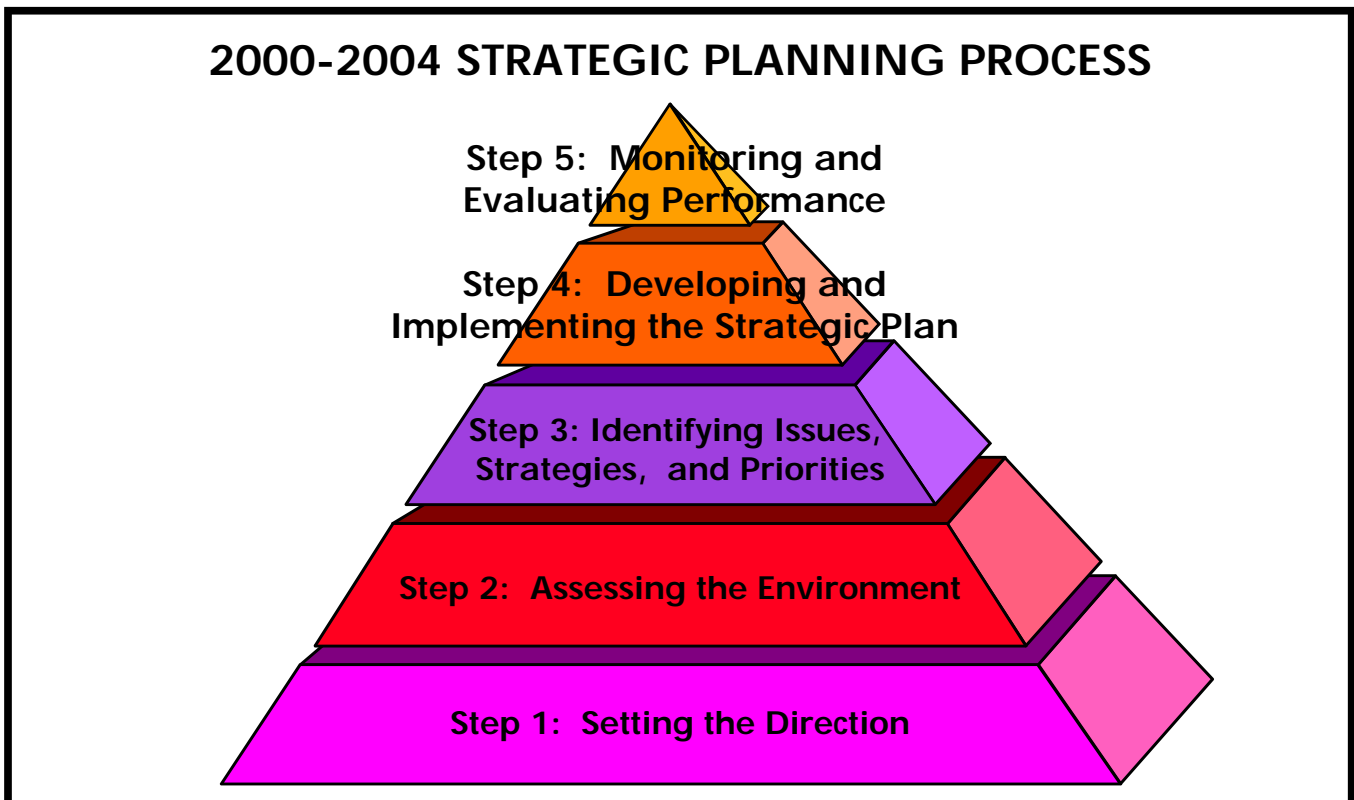 2000-2004 STRATEGIC PLANNING PROCESS
Step 5: Monitoring and
Evaluating Performance
Step 4: Developing and
Implementing the Strategic Plan
Step 3: Identifying Issues,
Strategies, and Priorities
Step 2: Assessing the Environment
Step 1: Setting the Direction